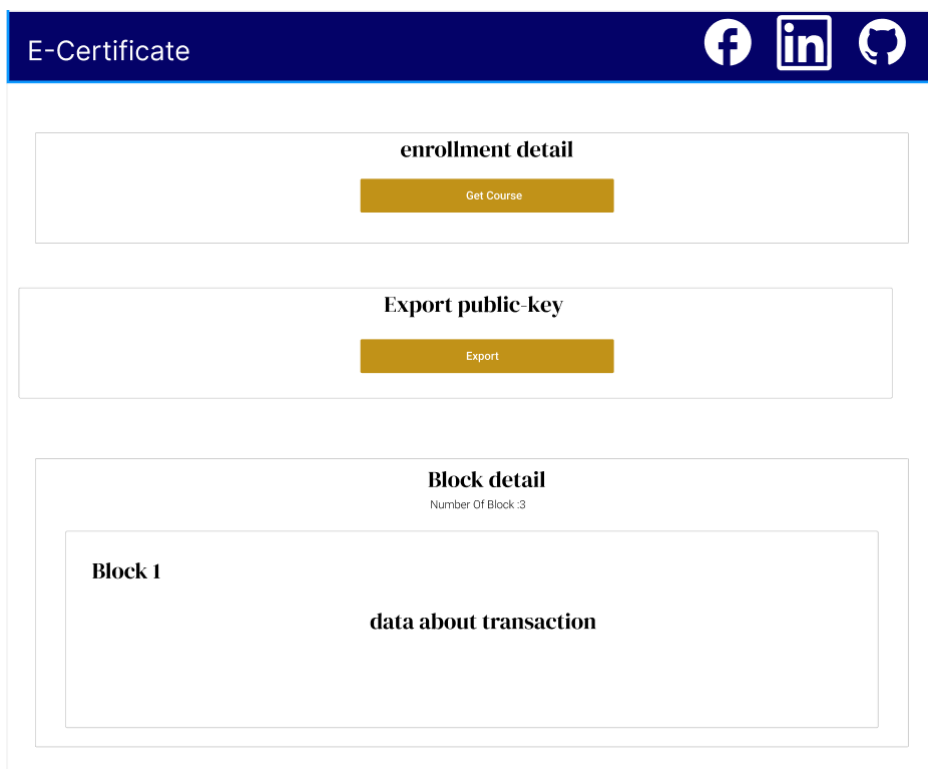 E-Certificate
in
enrollment detail
Get Course
Export public-key
Export
Block detail
Number Of Block :3
Block 1
data about transaction